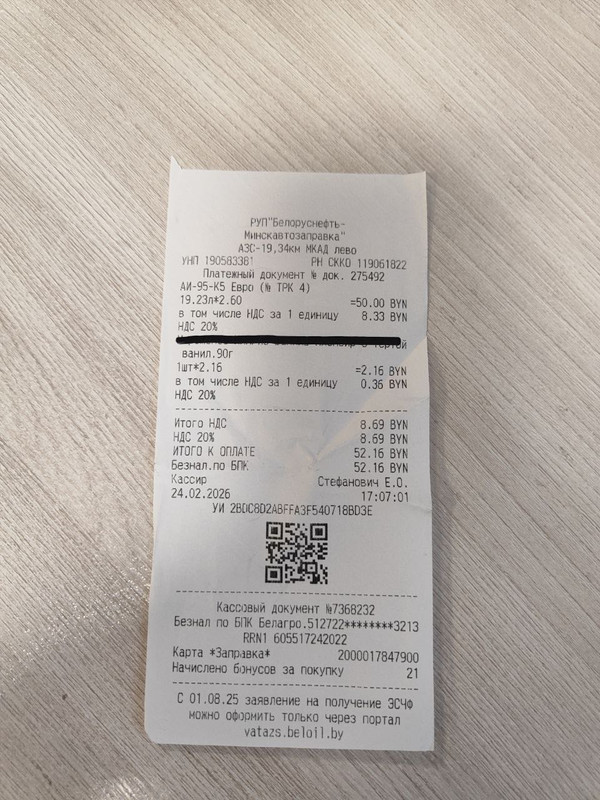 РУП"Белоруснефть-
Минскавтозаправка"
АЗС-19,34км МКАД лево
УНП 190583381 РН СККО 119061822
Платежный документ № док. 275492
АИ-95-К5 Евро (№ ТРК 4)
19.23л*2.60 =50.00 BYN
в том числе НДС за 1 единицу 8.33 BYN
НДС 20%
ванил.90г
1шт*2.16 =2.16 BYN
в том числе НДС за 1 единицу 0.36 BYN
НДС 20%
Итого НДС 8.69 BYN
НДС 20% 8.69 BYN
ИТОГО К ОПЛАТЕ 52.16 BYN
Безнал.по БПК 52.16 BYN
Кассир Стефанович Е.О.
24.02.2026 17:07:01
УИ 2BDC8D2ABFFA3F540718BD3E
Кассовый документ №7368232
Безнал по БПК Белагро.512722********3213
RRN1 605517242022
Карта *Заправка* 2000017847900
Начислено бонусов за покупку 21
С 01.08.25 заявление на получение ЭСЧФ
можно оформить только через портал
vatazs.beloil.by